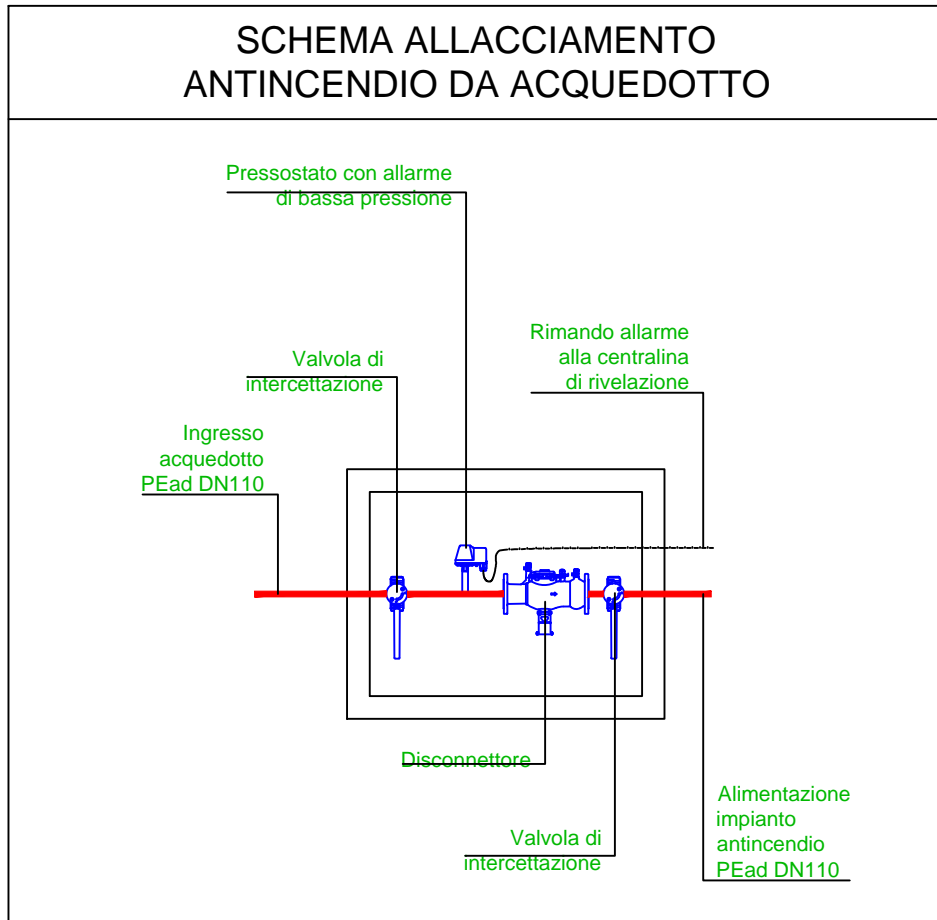 SCHEMA ALLACCIAMENTO
ANTINCENDIO DA ACQUEDOTTO
Pressostato con allarme
di bassa pressione
Rimando allarme
alla centralina
di rivelazione
Valvola di
intercettazione
Ingresso
acquedotto
PEad DN110
Disconnettore
Valvola di
intercettazione
Alimentazione
impianto
antincendio
PEad DN110